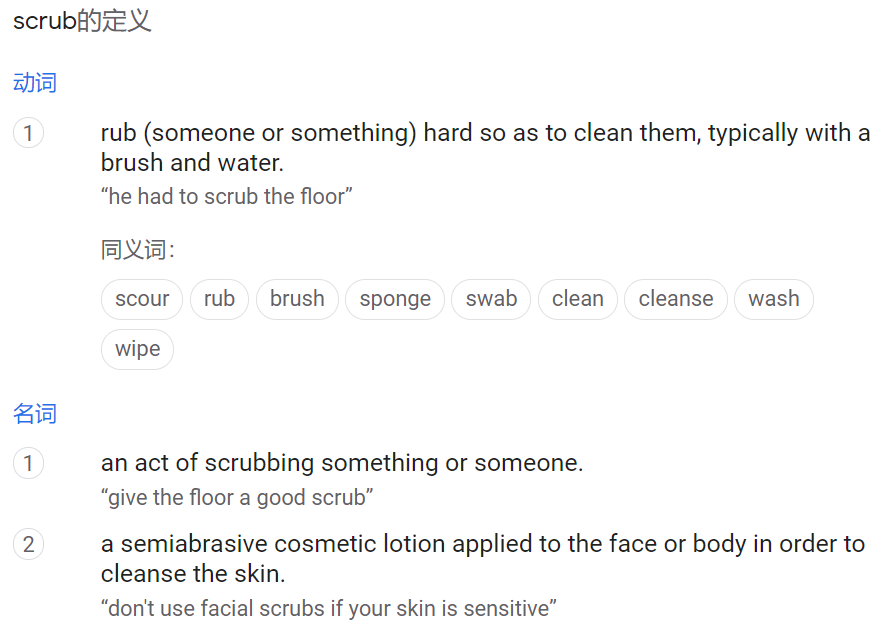 scrub的定义
动词
1
rub (someone or something) hard so as to clean them, typically with a
brush and water.
“he had to scrub the floor”
同义词：
scour rub brush sponge swab clean cleanse wash
wipe
名词
1
an act of scrubbing something or someone.
“give the floor a good scrub”
2
a semiabrasive cosmetic lotion applied to the face or body in order to
cleanse the skin.
“don't use facial scrubs if your skin is sensitive”